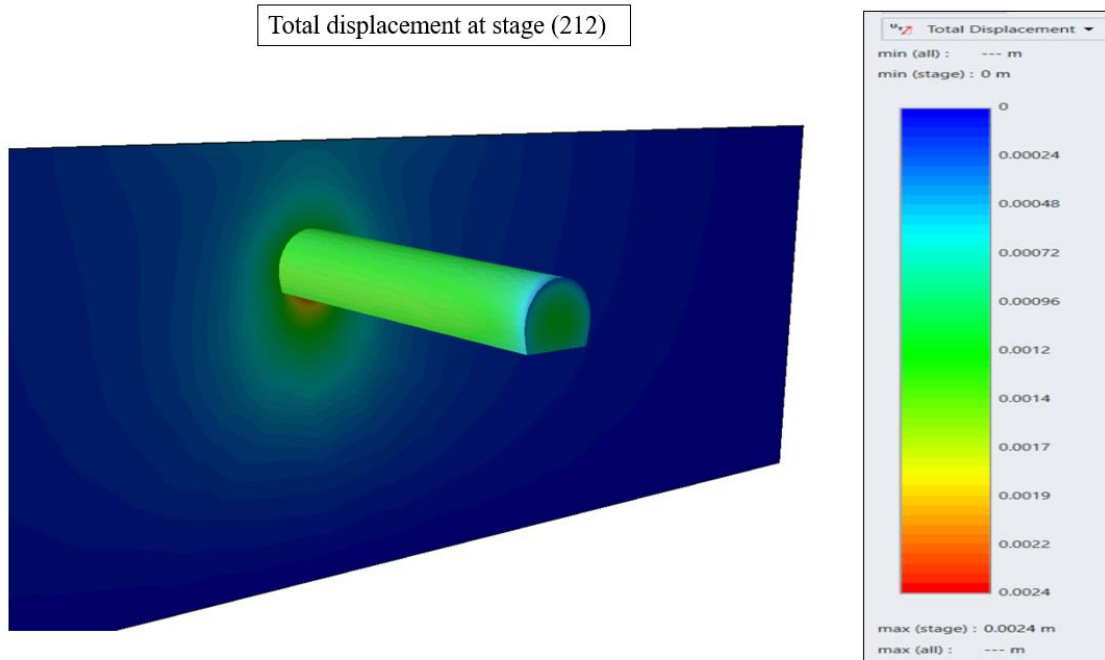 Total displacement at stage (212)
Total Displacement
min (all) : --- m
min (stage) : 0 m
0
0.00024
0.00048
0.00072
0.00096
0.0012
0.0014
0.0017
0.0019
0.0022
0.0024
max (stage) : 0.0024 m
max (all) : --- m